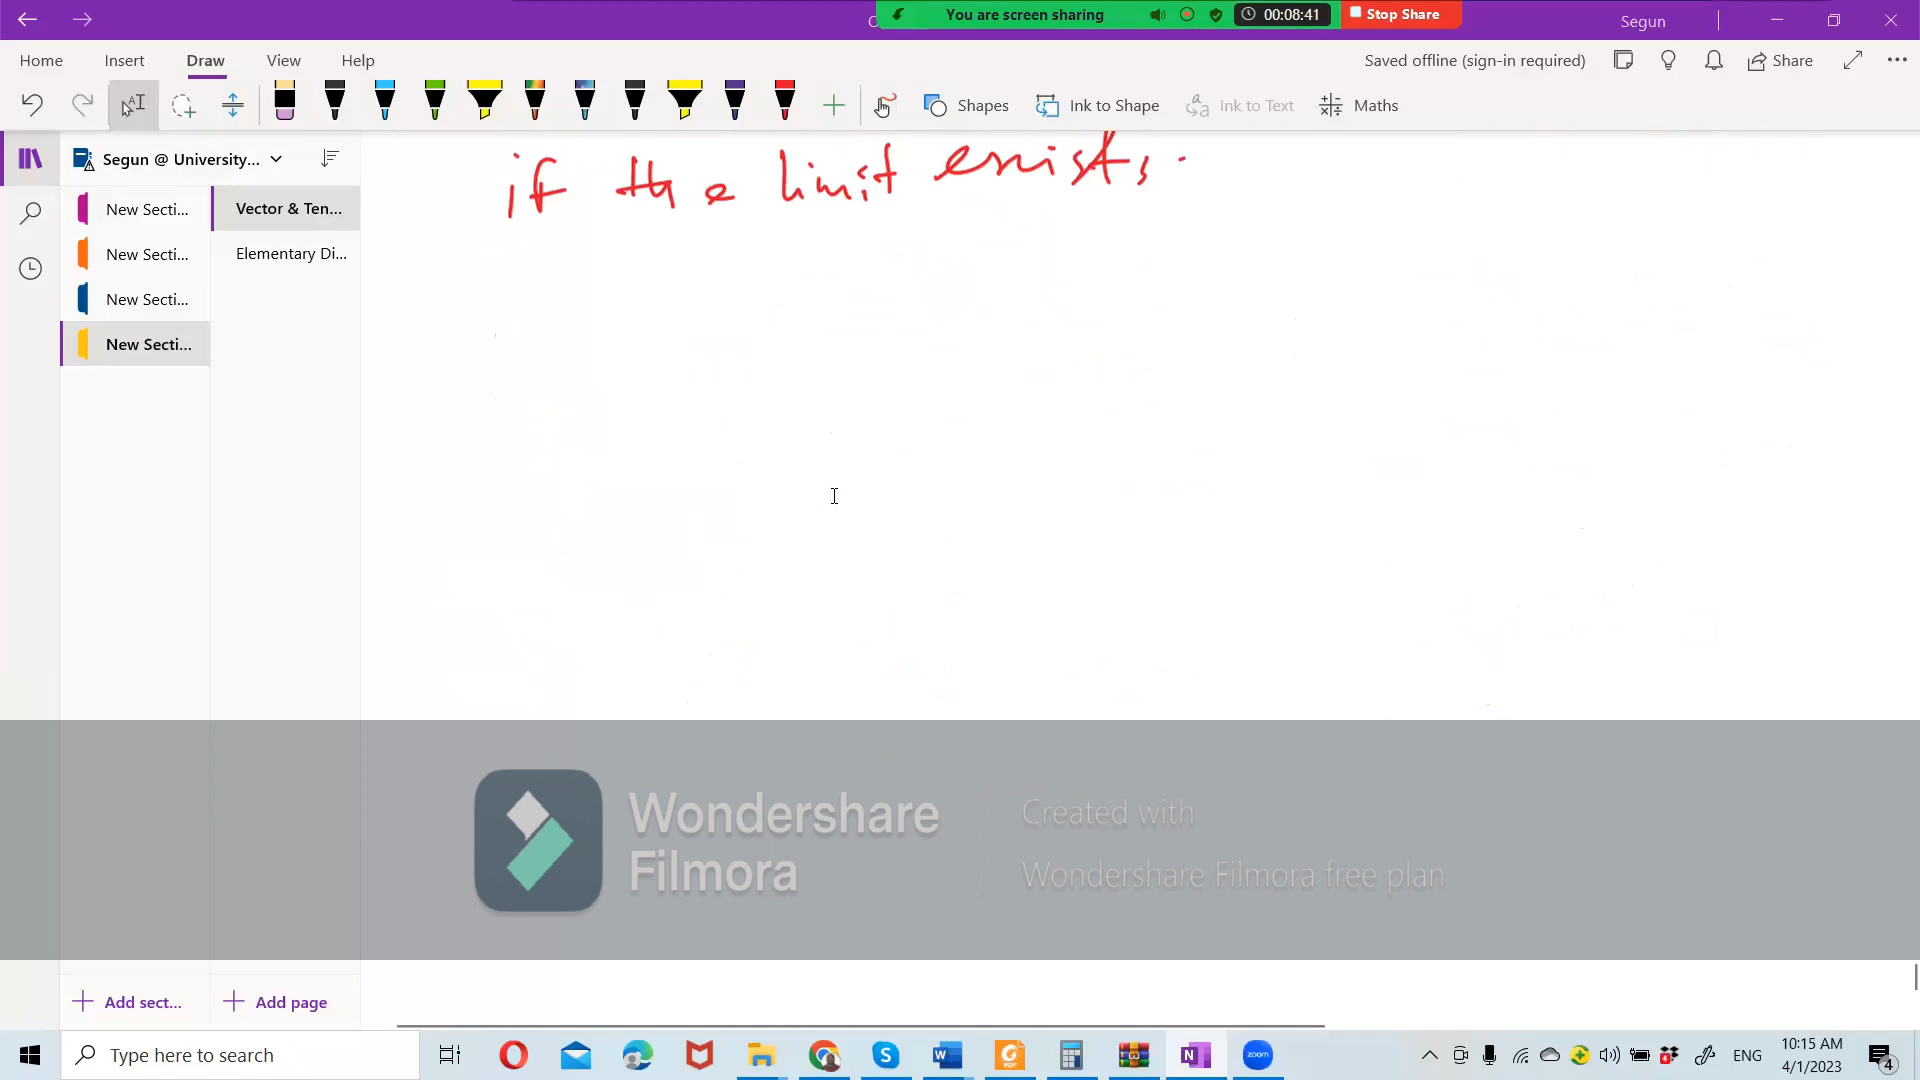 You are screen sharing 00:08:41 Stop Share Segun
Home Insert Draw View Help Saved offline (sign-in required) Share
Shapes Ink to Shape Ink to Text Maths
Segun @ University...
New Secti...
New Secti...
New Secti...
New Secti...
Vector & Ten...
Elementary Di...
if the limit exists.
Wondershare
Filmora
Created with
Wondershare Filmora free plan
Add sect... Add page
Type here to search
zoom
ENG
10:15 AM
4/1/2023
4